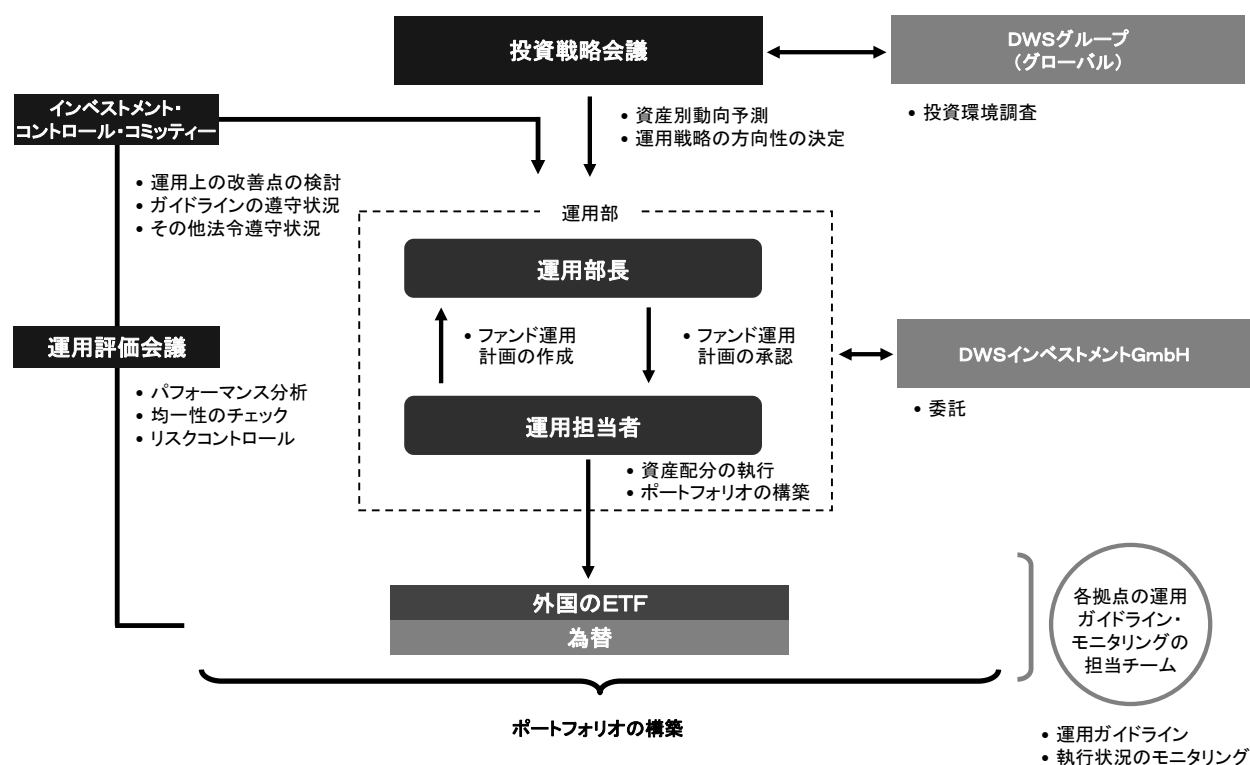 投資戦略会議
DWSグループ
(グローバル)
• 投資環境調査
• 資産別動向予測
• 運用戦略の方向性の決定
インベストメント・
コントロール・コミッティー
• 運用上の改善点の検討
• ガイドラインの遵守状況
• その他法令遵守状況
運用部
運用部長
• ファンド運用
計画の作成
• ファンド運用
計画の承認
運用評価会議
• パフォーマンス分析
• 均一性のチェック
• リスクコントロール
DWSインベストメントGmbH
• 委託
運用担当者
• 資産配分の執行
• ポートフォリオの構築
外国のETF
為替
各拠点の運用
ガイドライン・
モニタリングの
担当チーム
ポートフォリオの構築
• 運用ガイドライン
• 執行状況のモニタリング